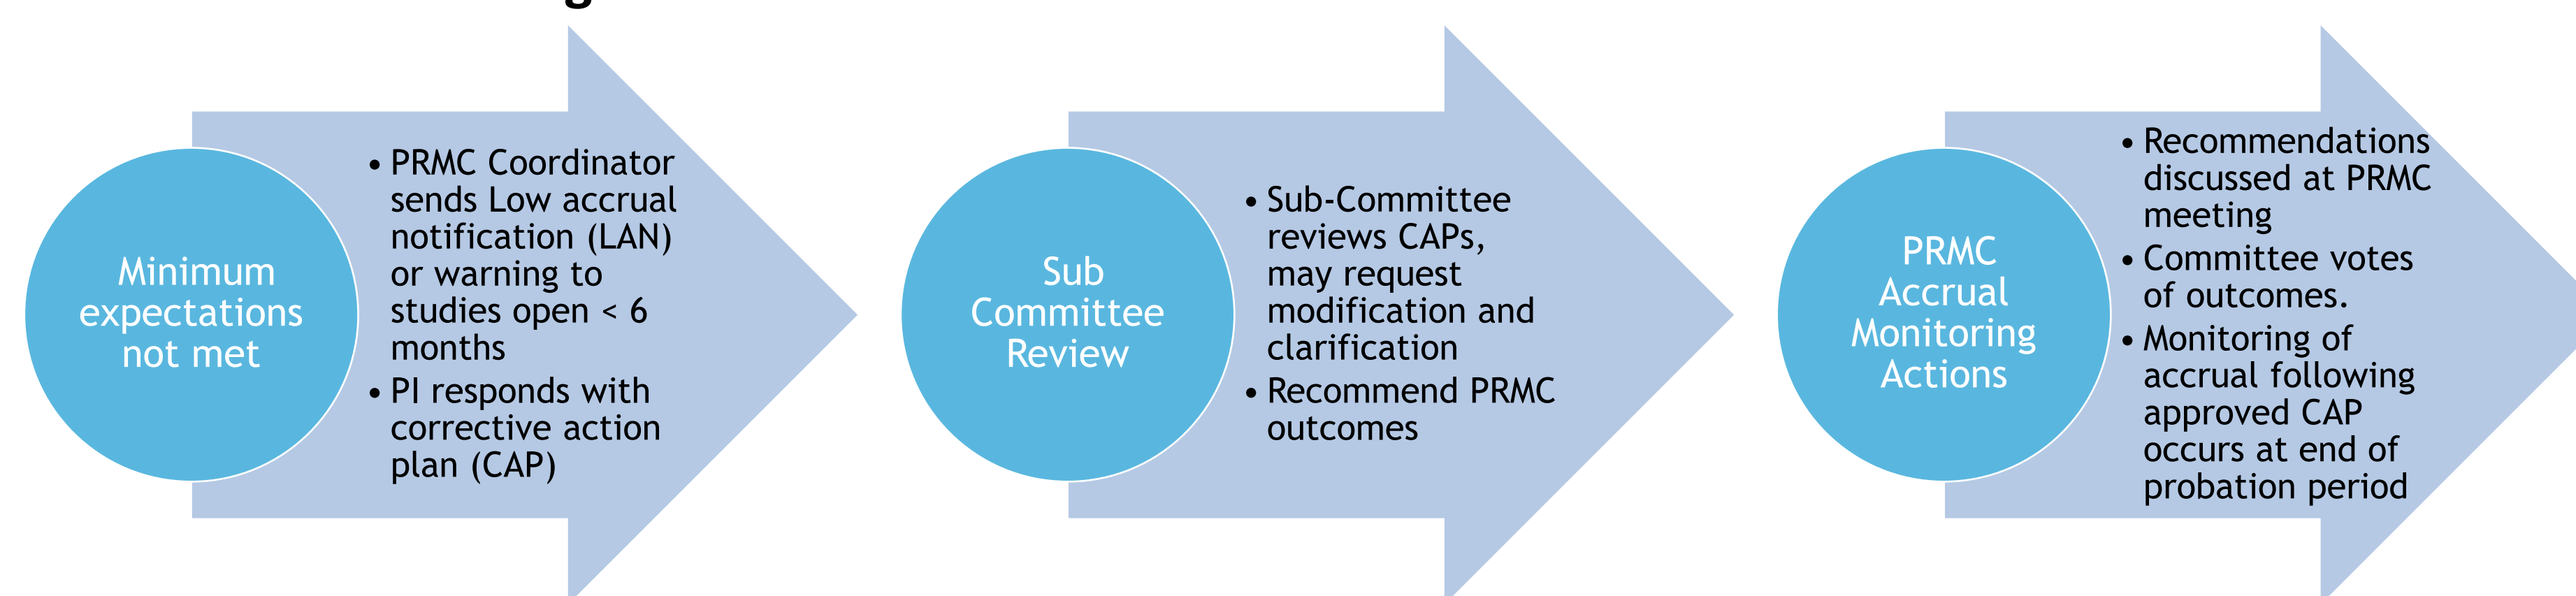 Minimum
expectations
not met
• PRMC Coordinator
sends Low accrual
notification (LAN)
or warning to
studies open < 6
months
• PI responds with
corrective action
plan (CAP)
Sub
Committee
Review
• Sub-Committee
reviews CAPs,
may request
modification and
clarification
• Recommend PRMC
outcomes
PRMC
Accrual
Monitoring
Actions
• Recommendations
discussed at PRMC
meeting
• Committee votes
of outcomes.
• Monitoring of
accrual following
approved CAP
occurs at end of
probation period